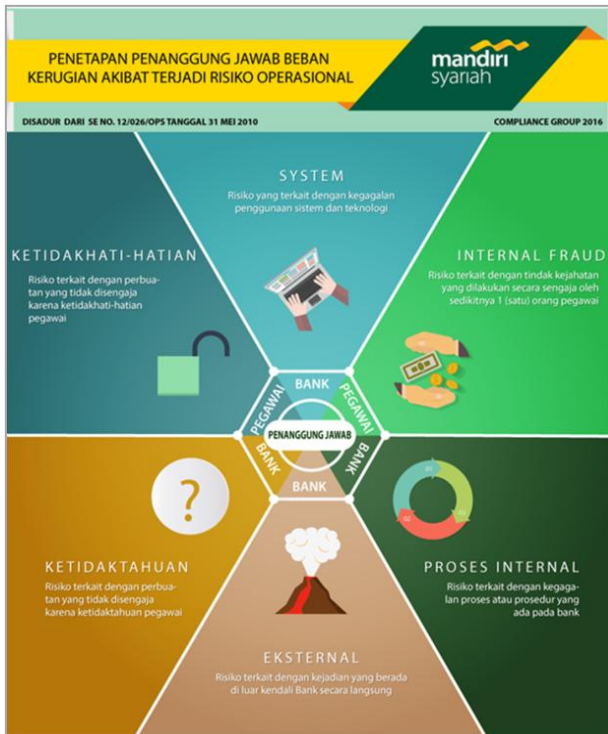 PENETAPAN PENANGGUNG JAWAB BEBAN
KERUGIAN AKIBAT TERJADI RISIKO OPERASIONAL
mandiri
syariah
DISADUR DARI SE NO. 12/026/OPS TANGGAL 31 MEI 2010
COMPLIANCE GROUP 2016
SYSTEM
Risiko yang terkait dengan kegagalan
penggunaan sistem dan teknologi
KETIDAKHATI-HATIAN
Risiko terkait dengan perbua-
tan yang tidak disengaja
karena ketidakhati-hatian
pegawai
INTERNAL FRAUD
Risiko terkait dengan tindak kejahatan
yang dilakukan secara sengaja oleh
sedikitnya 1 (satu) orang pegawai
BANK
PEGAWAI
PEGAWAI
PENANGGUNG JAWAB
BANK
BANK
BANK
?
01
02
03
KETIDAKTAHUAN
Risiko terkait dengan perbua-
tan yang tidak disengaja
karena ketidaktahuan pegawai
PROSES INTERNAL
Risiko terkait dengan kegaga-
lan proses atau prosedur yang
ada pada bank
EKSTERNAL
Risiko terkait dengan kejadian yang berada
di luar kendali Bank secara langsung